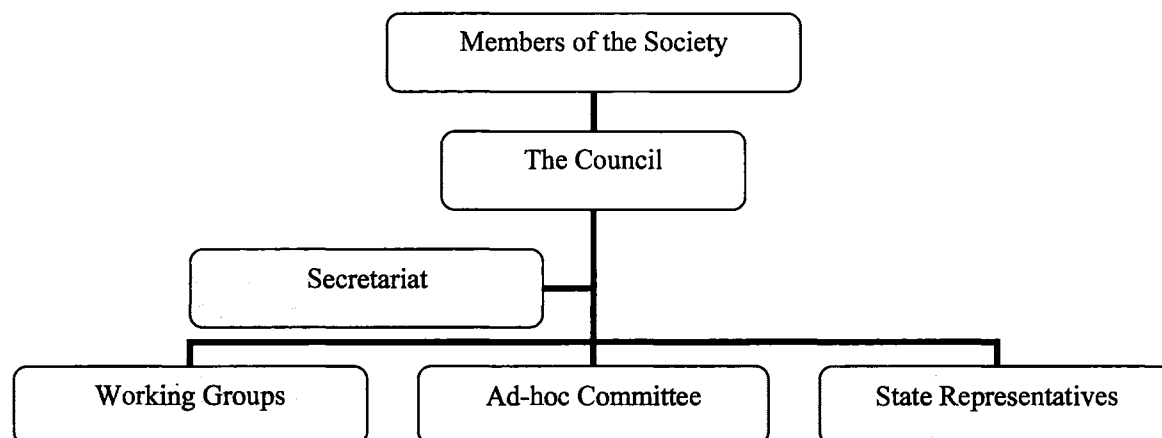 Members of the Society
The Council
Secretariat
Working Groups
Ad-hoc Committee
State Representatives